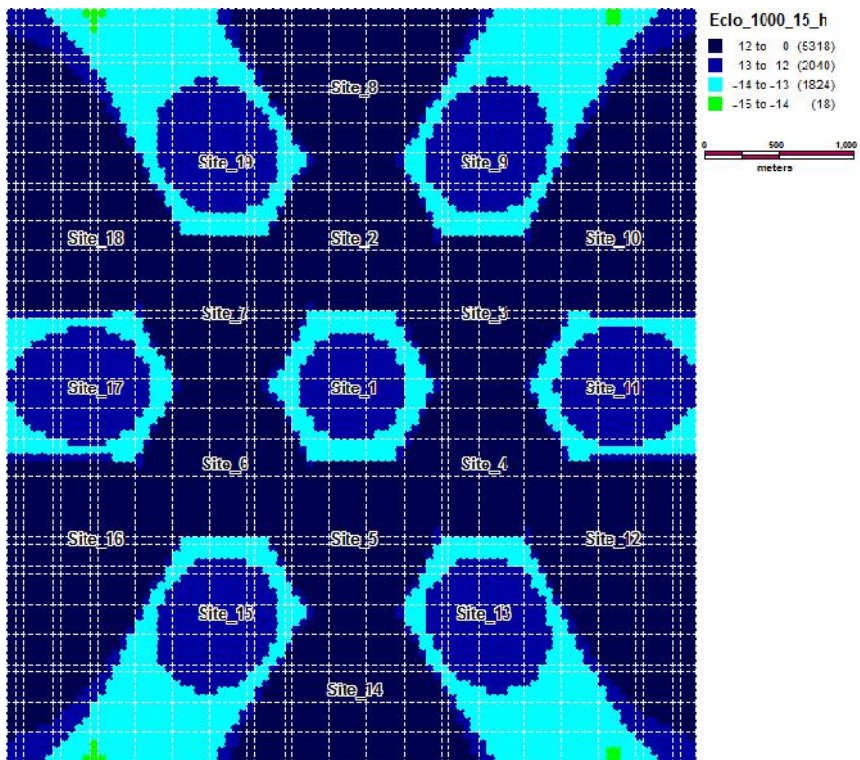 Eclo_1000_15_h
12 to 0 (5318)
13 to 12 (2040)
-14 to -13 (1824)
-15 to -14 (18)
0 500 1,000
meters
Site_8
Site_19 Site_9
Site_18 Site_2 Site_10
Site_7 Site_3
Site_17 Site_1 Site_11
Site_6 Site_4
Site_16 Site_5 Site_12
Site_15 Site_13
Site_14